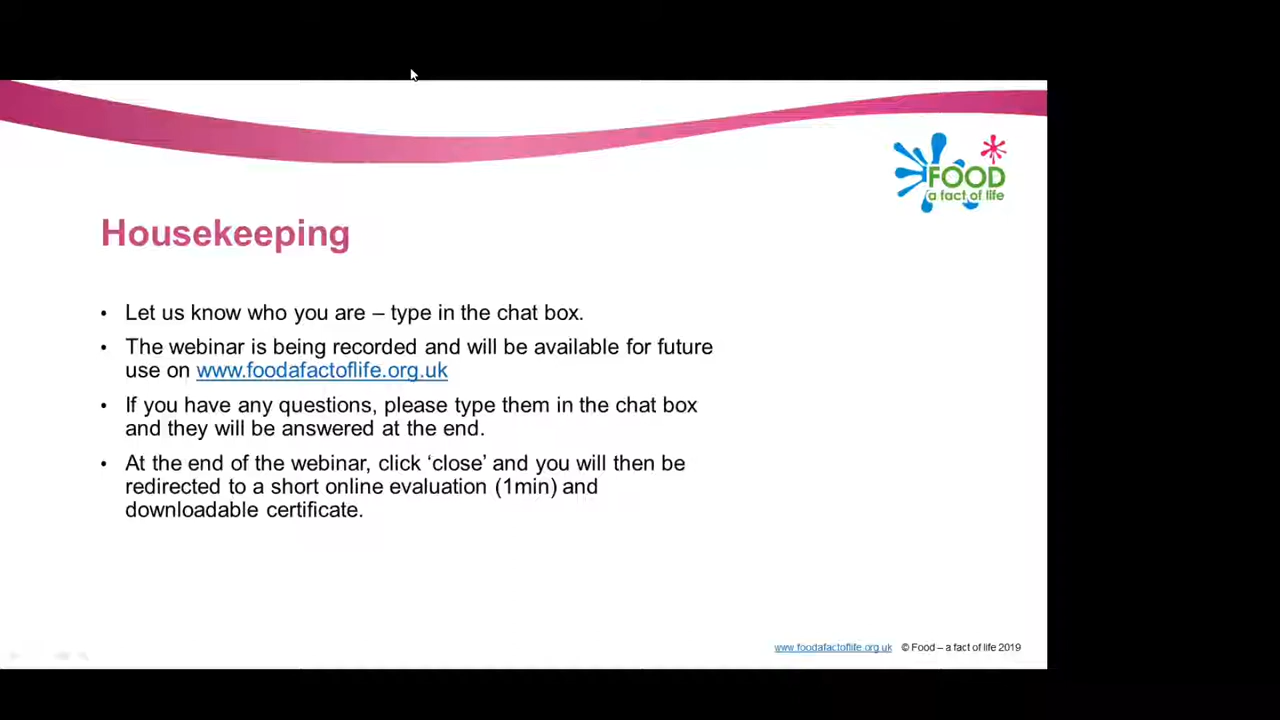 FOOD
a fact of life
Housekeeping
• Let us know who you are – type in the chat box.
• The webinar is being recorded and will be available for future
use on www.foodafactoflife.org.uk
• If you have any questions, please type them in the chat box
and they will be answered at the end.
• At the end of the webinar, click ‘close’ and you will then be
redirected to a short online evaluation (1min) and
downloadable certificate.
www.foodafactoflife.org.uk © Food – a fact of life 2019